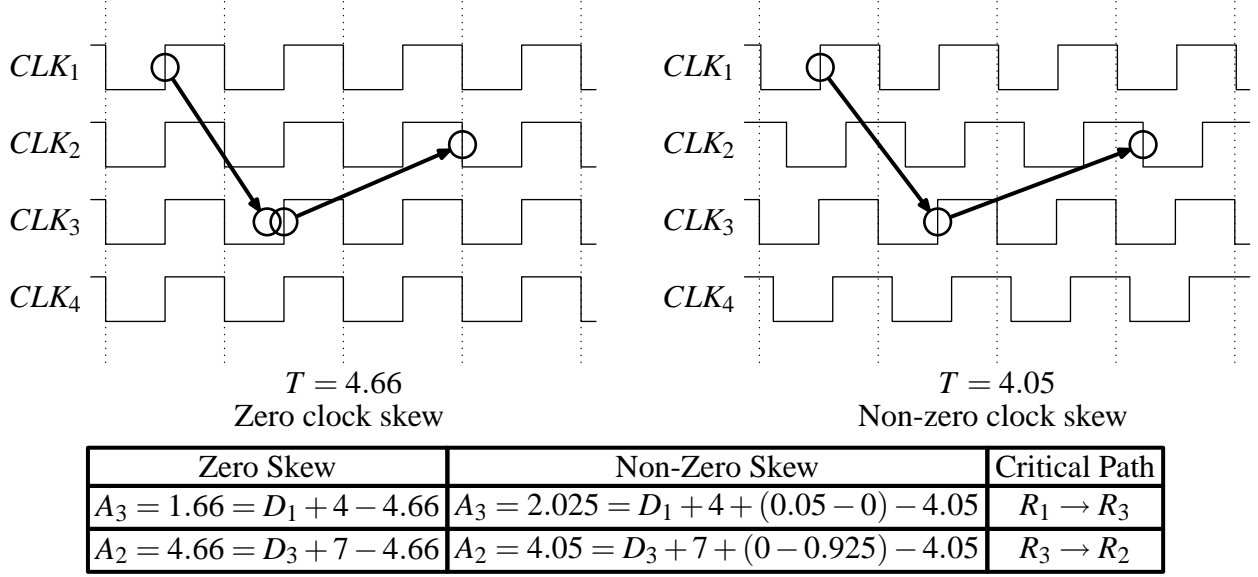 CLK₁ CLK₁
CLK₂ CLK₂
CLK₃ CLK₃
CLK₄ CLK₄
T = 4.66 T = 4.05
Zero clock skew Non-zero clock skew
Zero Skew Non-Zero Skew Critical Path
A₃ = 1.66 = D₁ + 4 − 4.66 A₃ = 2.025 = D₁ + 4 + (0.05 − 0) − 4.05 R₁ → R₃
A₂ = 4.66 = D₃ + 7 − 4.66 A₂ = 4.05 = D₃ + 7 + (0 − 0.925) − 4.05 R₃ → R₂